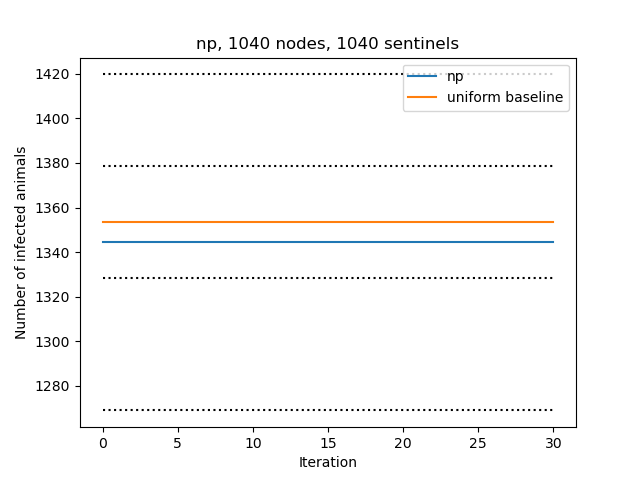 np, 1040 nodes, 1040 sentinels
np
uniform baseline
Number of infected animals
1420
1400
1380
1360
1340
1320
1300
1280
0 5 10 15 20 25 30
Iteration